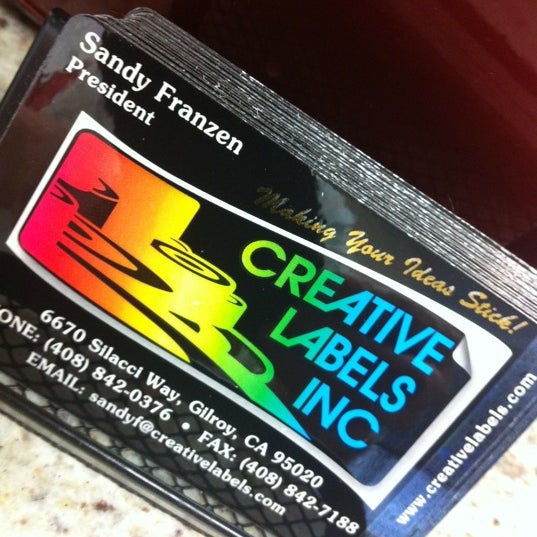 Sandy Franzen
President
Making Your Ideas Stick!
CREATIVE
LABELS
INC
6670 Silacci Way, Gilroy, CA 95020
ONE: (408) 842-0376 • FAX: (408) 842-7188
EMAIL: sandyf@creativelabels.com
www.creativelabels.com